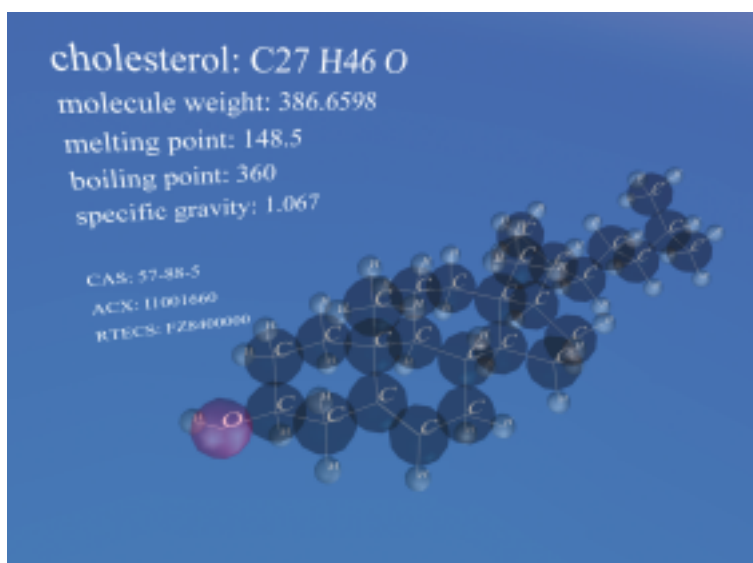 cholesterol: C27 H46 O
molecule weight: 386.6598
melting point: 148.5
boiling point: 360
specific gravity: 1.067
CAS: 57-88-5
ACX: I1001660
RTECS: FZ8400000